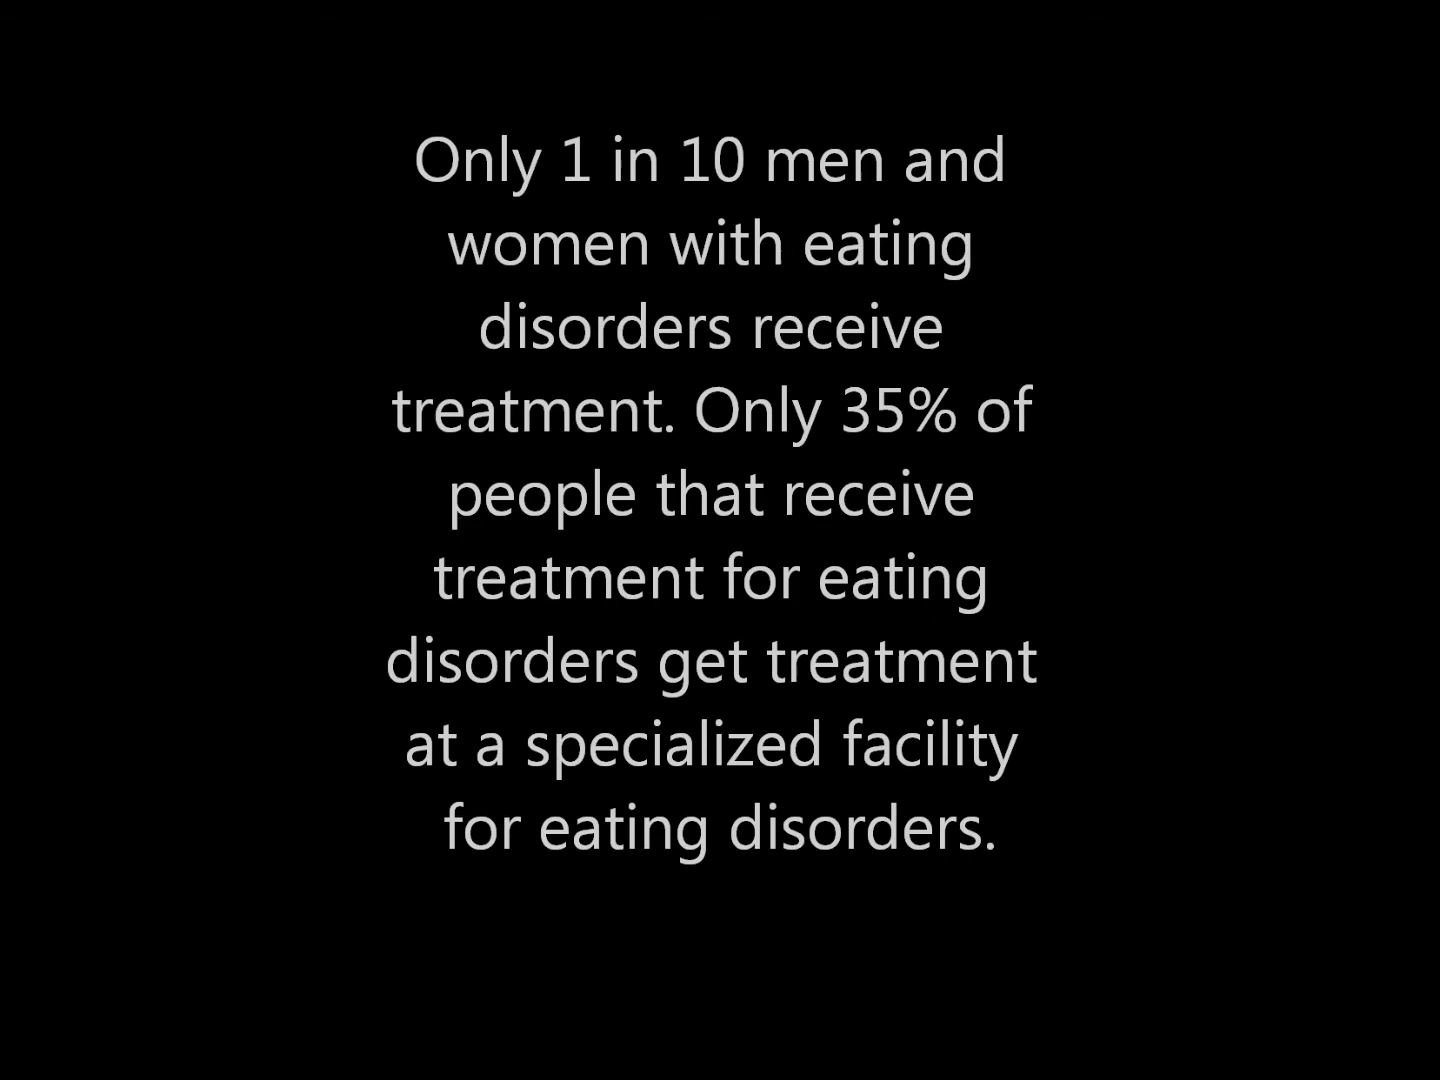 Only 1 in 10 men and
women with eating
disorders receive
treatment. Only 35% of
people that receive
treatment for eating
disorders get treatment
at a specialized facility
for eating disorders.